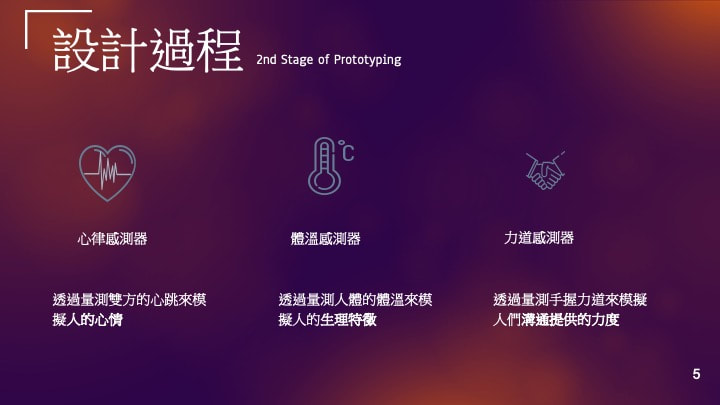 設計過程 2nd Stage of Prototyping
°C
心律感測器
體溫感測器
力道感測器
透過量測雙方的心跳來模
擬人的心情
透過量測人體的體溫來模
擬人的生理特徵
透過量測手握力道來模擬
人們溝通提供的力度
5